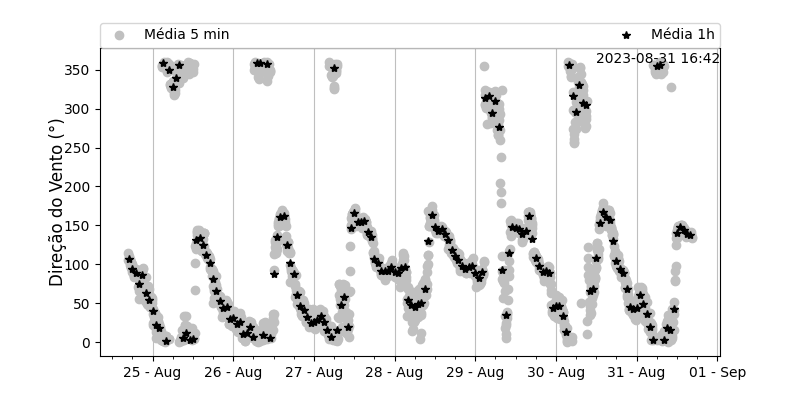 Média 5 min
Média 1h
2023-08-31 16:42
Direção do Vento (°)
350
300
250
200
150
100
50
0
25 - Aug
26 - Aug
27 - Aug
28 - Aug
29 - Aug
30 - Aug
31 - Aug
01 - Sep